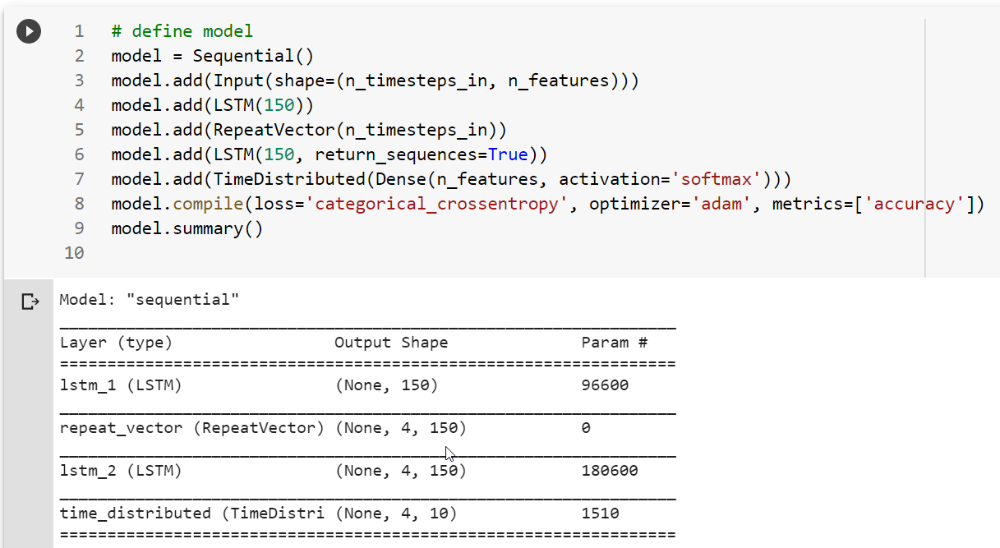 1 # define model
2 model = Sequential()
3 model.add(Input(shape=(n_timesteps_in, n_features)))
4 model.add(LSTM(150))
5 model.add(RepeatVector(n_timesteps_in))
6 model.add(LSTM(150, return_sequences=True))
7 model.add(TimeDistributed(Dense(n_features, activation='softmax')))
8 model.compile(loss='categorical_crossentropy', optimizer='adam', metrics=['accuracy'])
9 model.summary()
10
Model: "sequential"
_________________________________________________________________
Layer (type)                 Output Shape              Param #
=================================================================
lstm_1 (LSTM)                (None, 150)               96600
_________________________________________________________________
repeat_vector (RepeatVector) (None, 4, 150)            0
_________________________________________________________________
lstm_2 (LSTM)                (None, 4, 150)            180600
_________________________________________________________________
time_distributed (TimeDistri (None, 4, 10)             1510
=================================================================